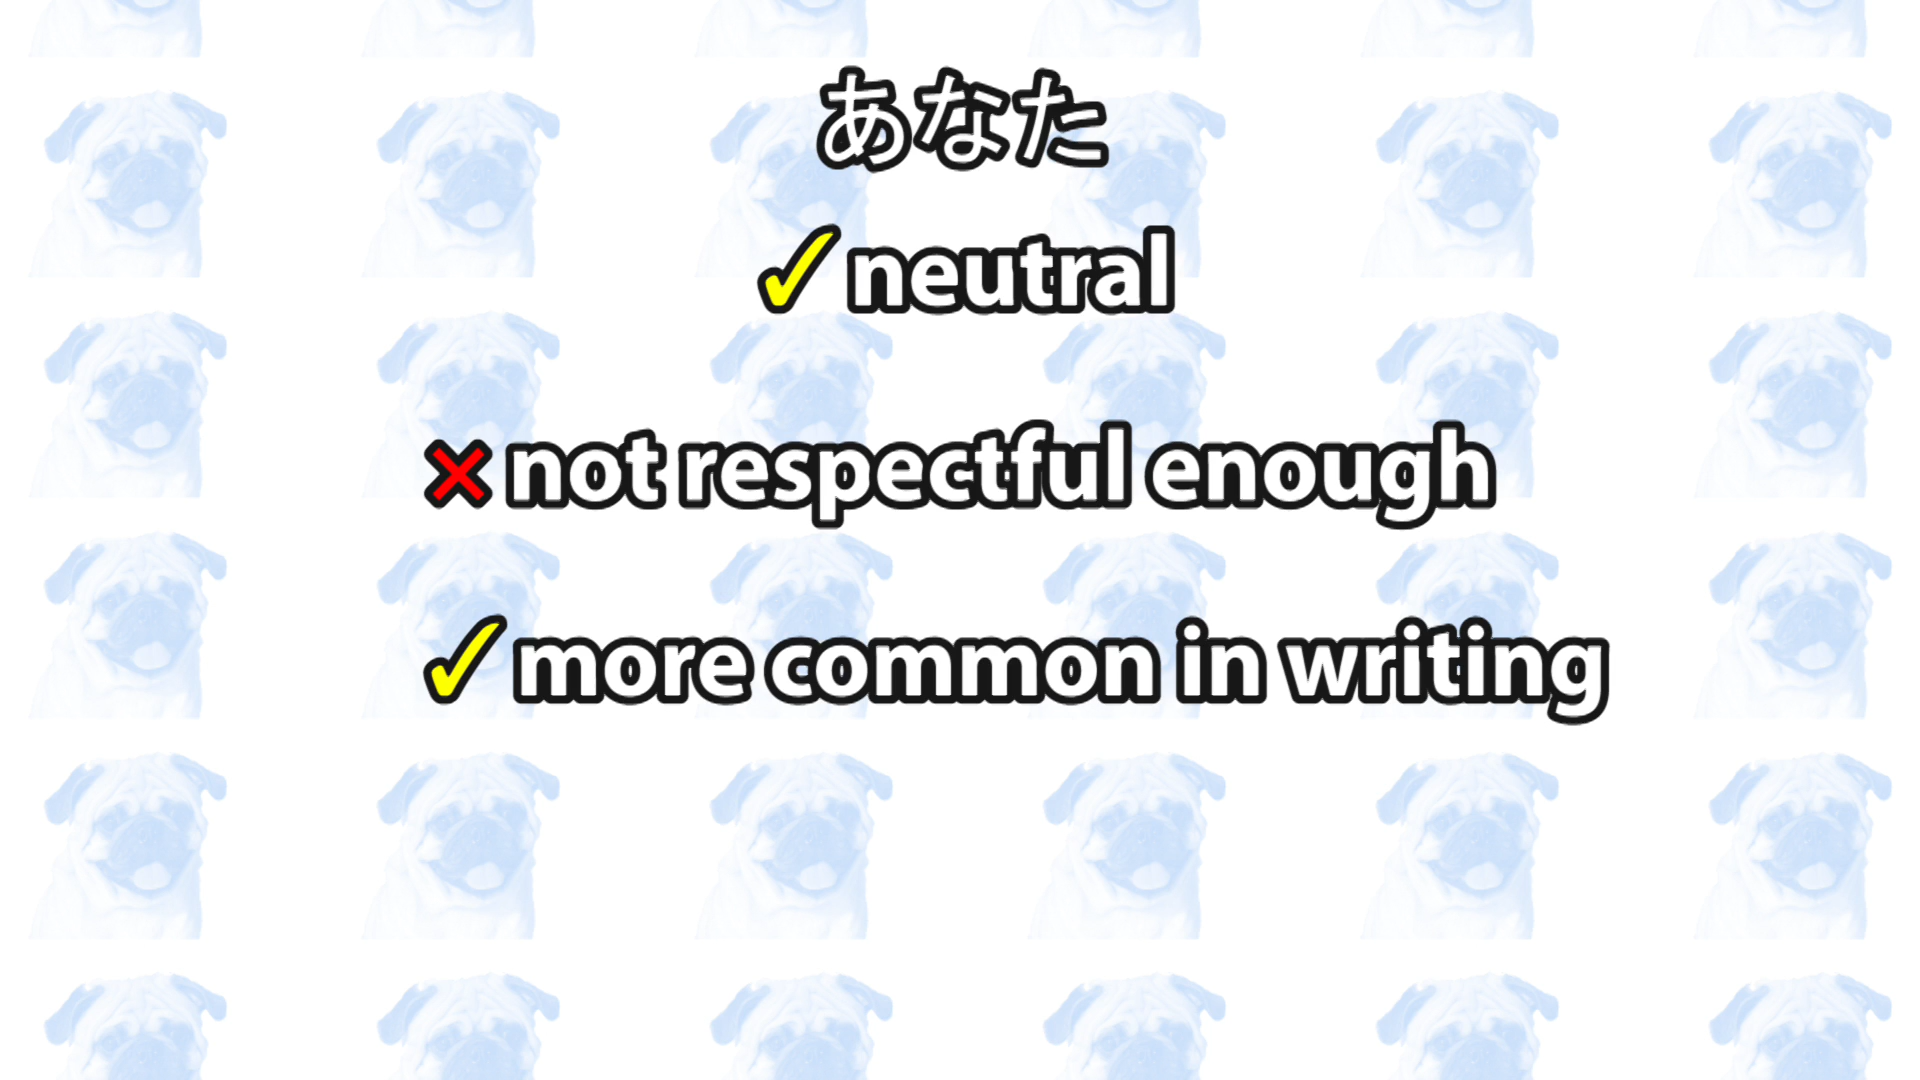 あなた
✓neutral
×not respectful enough
✓more common in writing